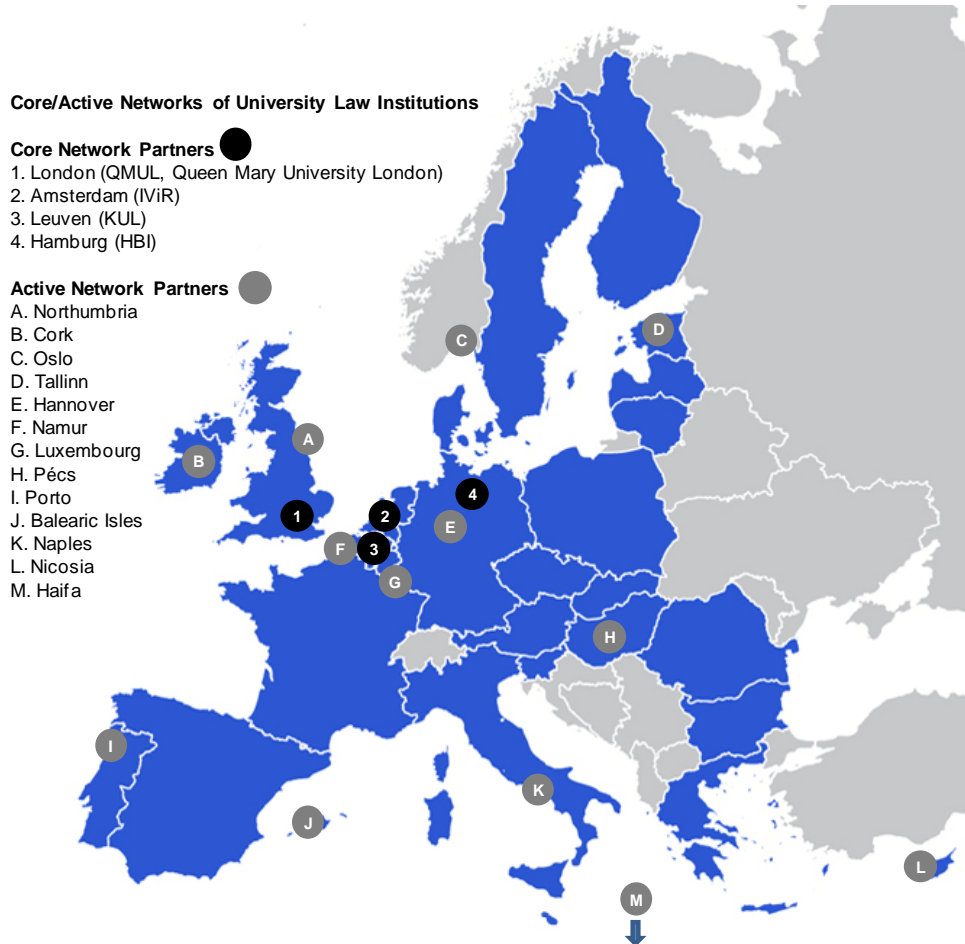 Core/Active Networks of University Law Institutions
Core Network Partners
1. London (QMUL, Queen Mary University London)
2. Amsterdam (IViR)
3. Leuven (KUL)
4. Hamburg (HBI)
Active Network Partners
A. Northumbria
B. Cork
C. Oslo
D. Tallinn
E. Hannover
F. Namur
G. Luxembourg
H. Pécs
I. Porto
J. Balearic Isles
K. Naples
L. Nicosia
M. Haifa
D
C
A
B
4
1
2
E
F
3
G
H
I
K
J
L
M